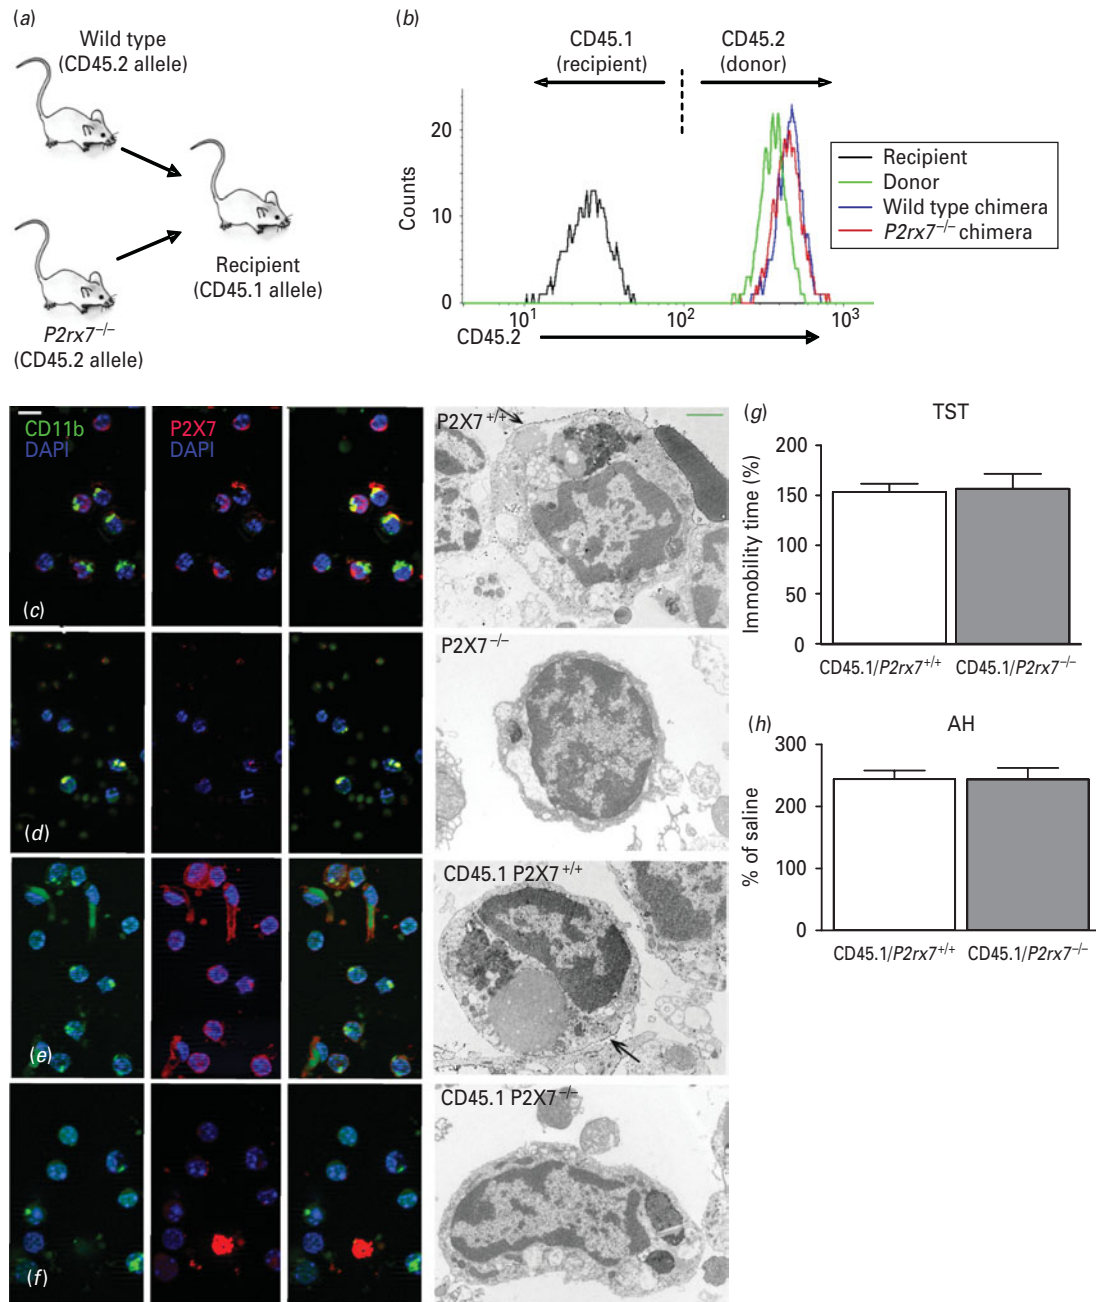 (a)
Wild type
(CD45.2 allele)
Recipient
(CD45.1 allele)
P2rx7–/–
(CD45.2 allele)
(b)
CD45.1
(recipient)
CD45.2
(donor)
20
10
0
Counts
10¹
10²
10³
CD45.2
Recipient
Donor
Wild type chimera
P2rx7–/– chimera
CD11b
DAPI
P2X7
DAPI
(c)
P2X7+/+
(d)
P2X7–/–
(e)
CD45.1 P2X7+/+
(f)
CD45.1 P2X7–/–
(g)
TST
200
150
100
50
0
Immobility time (%)
CD45.1/P2rx7+/+
CD45.1/P2rx7–/–
(h)
AH
300
200
100
0
% of saline
CD45.1/P2rx7+/+
CD45.1/P2rx7–/–